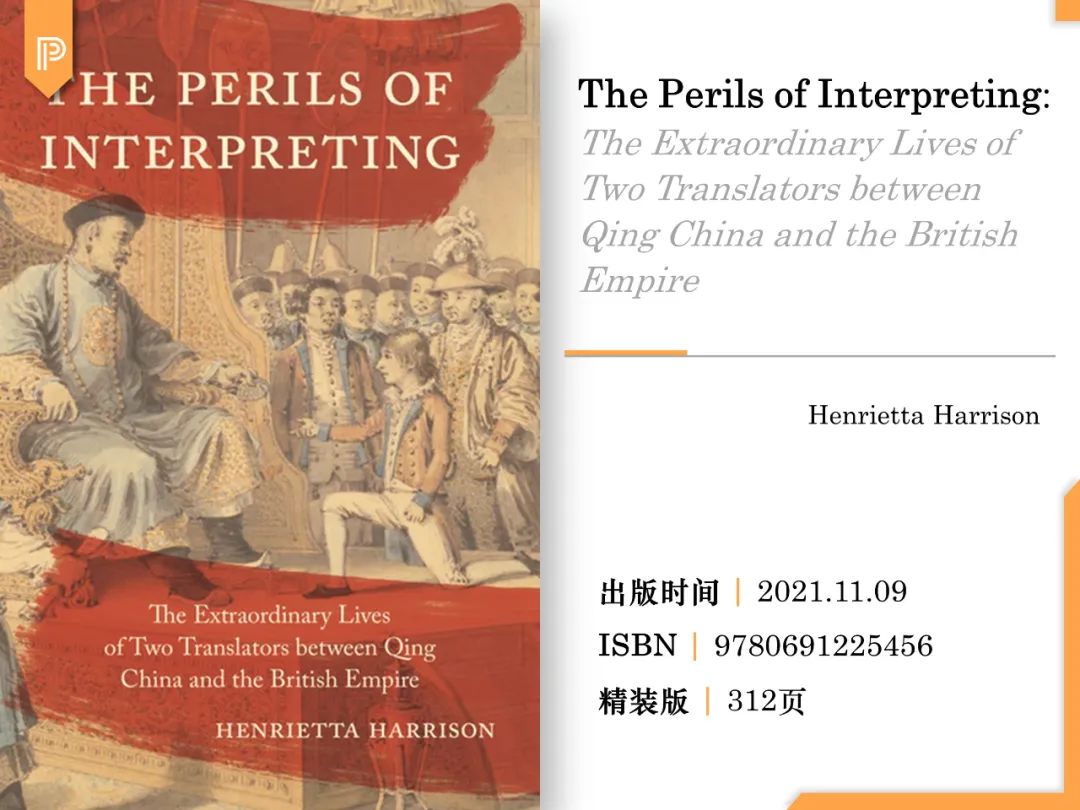 THE PERILS OF
INTERPRETING
The Extraordinary Lives
of Two Translators between Qing
China and the British Empire
HENRIETTA HARRISON
The Perils of Interpreting:
The Extraordinary Lives of
Two Translators between
Qing China and the British
Empire
Henrietta Harrison
出版时间 | 2021.11.09
ISBN | 9780691225456
精装版 | 312页